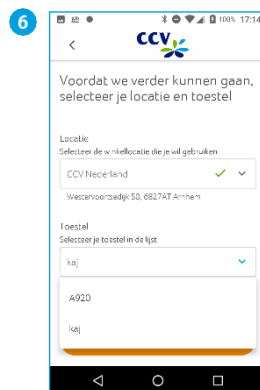 6
100% 17:14
CCV
Voordat we verder kunnen gaan,
selecteer je locatie en toestel
Locatie
Selecteer de winkellocatie die je wil gebruiken
CCV Nederland
Westervoortsedijk 50, 6827AT Arnhem
Toestel
Selecteer je toestel in de lijst
kaj
A920
kaj